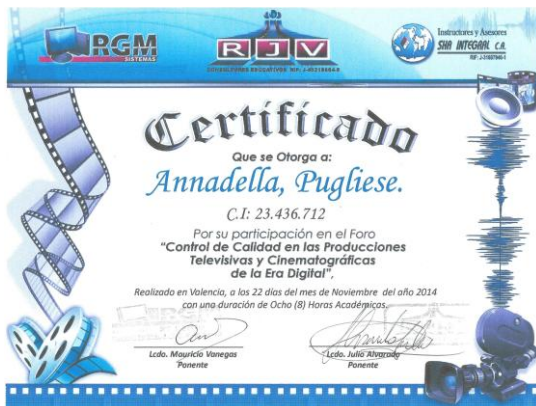 RGM
SISTEMAS
RJV
CONSULTORES EDUCATIVOS
Instructores y Asesores
SHA INTEGRAL C.A.
Certificado
Que se Otorga a:
Annadella, Pugliese.
C.I: 23.436.712
Por su participación en el Foro
"Control de Calidad en las Producciones
Televisivas y Cinematográficas
de la Era Digital",
Realizado en Valencia, a los 22 días del mes de Noviembre del año 2014
con una duración de Ocho (8) Horas Académicas.
Lcdo. Mauricio Vanegas
Ponente
Lcdo. Julio Alvarado
Ponente